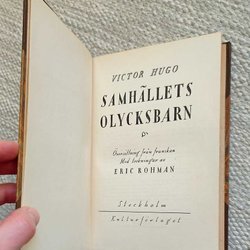 VICTOR HUGO
SAMHÄLLETS
OLYCKSBARN
Översättning från franskan
Med teckningar av
ERIC ROHMAN
Stockholm
Kulturförlaget